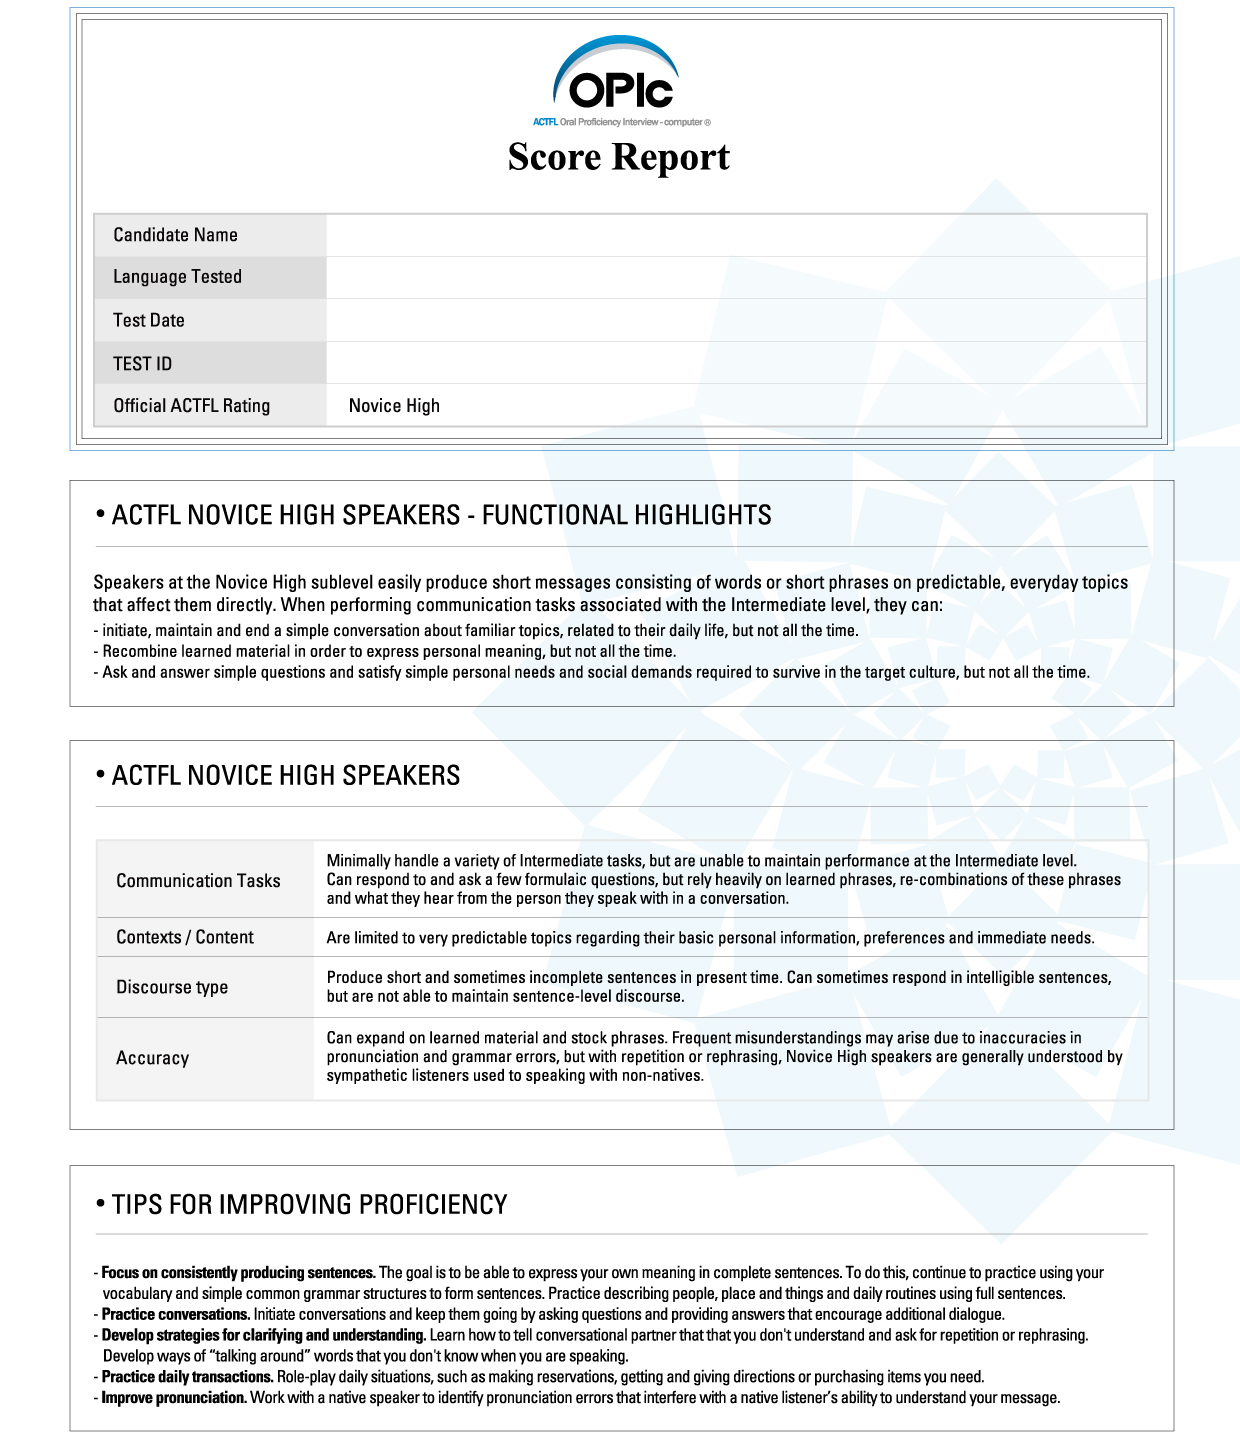 OPIc
ACTFL Oral Proficiency Interview - computer ®
Score Report
Candidate Name
Language Tested
Test Date
TEST ID
Official ACTFL Rating Novice High
• ACTFL NOVICE HIGH SPEAKERS - FUNCTIONAL HIGHLIGHTS
Speakers at the Novice High sublevel easily produce short messages consisting of words or short phrases on predictable, everyday topics
that affect them directly. When performing communication tasks associated with the Intermediate level, they can:
- initiate, maintain and end a simple conversation about familiar topics, related to their daily life, but not all the time.
- Recombine learned material in order to express personal meaning, but not all the time.
- Ask and answer simple questions and satisfy simple personal needs and social demands required to survive in the target culture, but not all the time.
• ACTFL NOVICE HIGH SPEAKERS
Communication Tasks
Minimally handle a variety of Intermediate tasks, but are unable to maintain performance at the Intermediate level.
Can respond to and ask a few formulaic questions, but rely heavily on learned phrases, re-combinations of these phrases
and what they hear from the person they speak with in a conversation.
Contexts / Content
Are limited to very predictable topics regarding their basic personal information, preferences and immediate needs.
Discourse type
Produce short and sometimes incomplete sentences in present time. Can sometimes respond in intelligible sentences,
but are not able to maintain sentence-level discourse.
Accuracy
Can expand on learned material and stock phrases. Frequent misunderstandings may arise due to inaccuracies in
pronunciation and grammar errors, but with repetition or rephrasing, Novice High speakers are generally understood by
sympathetic listeners used to speaking with non-natives.
• TIPS FOR IMPROVING PROFICIENCY
- Focus on consistently producing sentences. The goal is to be able to express your own meaning in complete sentences. To do this, continue to practice using your
vocabulary and simple common grammar structures to form sentences. Practice describing people, place and things and daily routines using full sentences.
- Practice conversations. Initiate conversations and keep them going by asking questions and providing answers that encourage additional dialogue.
- Develop strategies for clarifying and understanding. Learn how to tell conversational partner that that you don't understand and ask for repetition or rephrasing.
Develop ways of “talking around” words that you don't know when you are speaking.
- Practice daily transactions. Role-play daily situations, such as making reservations, getting and giving directions or purchasing items you need.
- Improve pronunciation. Work with a native speaker to identify pronunciation errors that interfere with a native listener’s ability to understand your message.